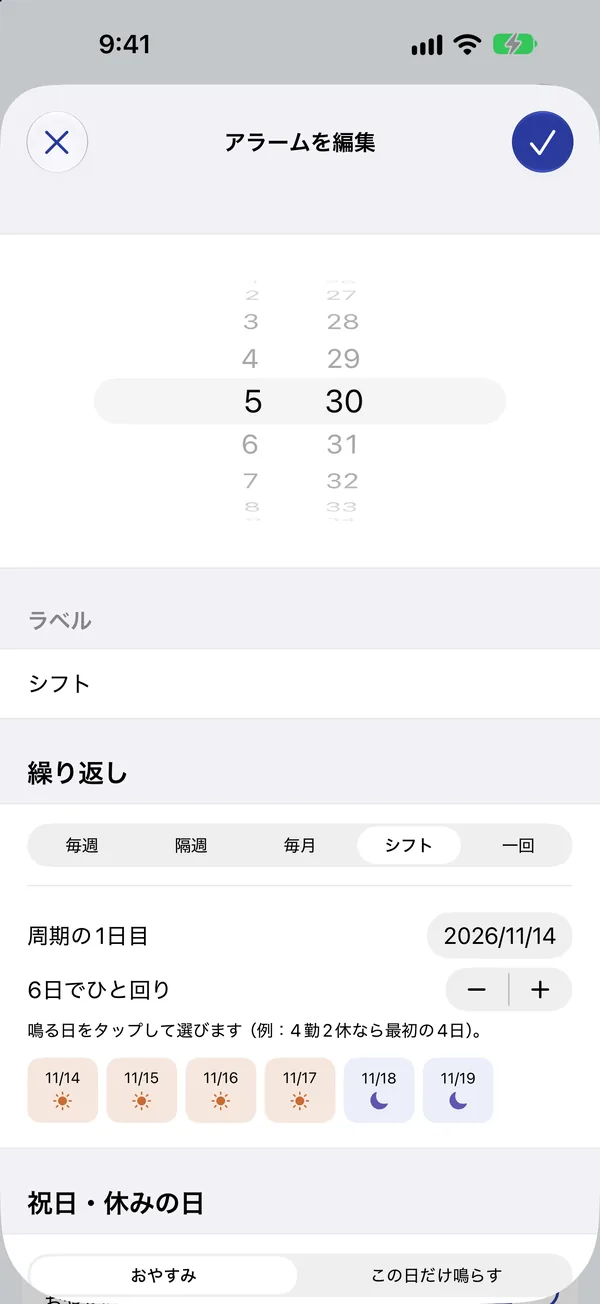 9:41
アラームを編集
2 27
3 28
4 29
5 30
6 31
7 32
8 33
ラベル
シフト
繰り返し
毎週 隔週 毎月 シフト 一回
周期の1日目 2026/11/14
6日でひと回り − +
鳴る日をタップして選びます（例：4勤2休なら最初の4日）。
11/14 11/15 11/16 11/17 11/18 11/19
祝日・休みの日
おやすみ この日だけ鳴らす